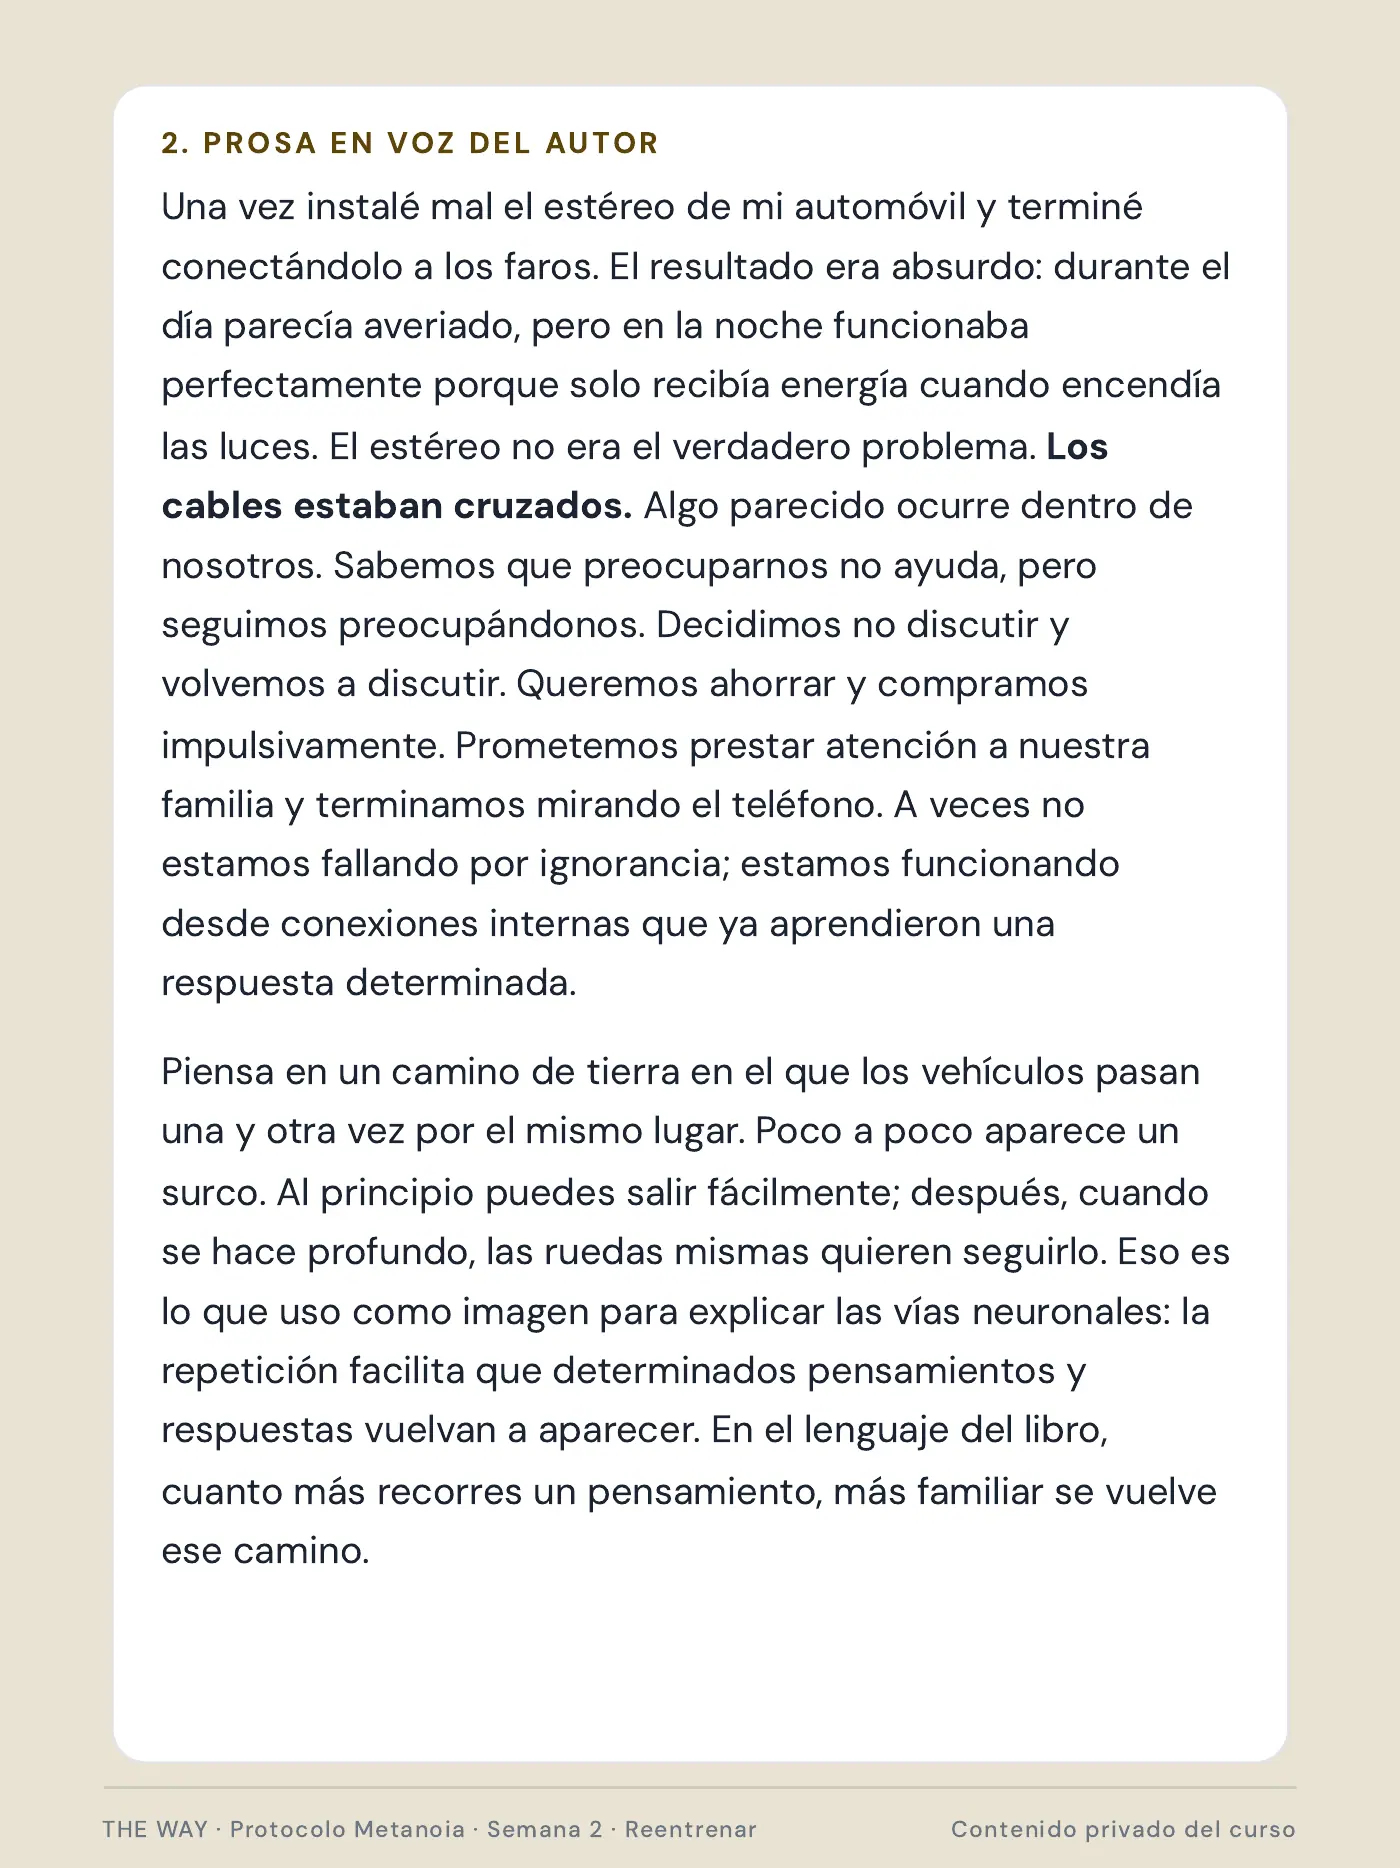 2. PROSA EN VOZ DEL AUTOR
Una vez instalé mal el estéreo de mi automóvil y terminé
conectándolo a los faros. El resultado era absurdo: durante el
día parecía averiado, pero en la noche funcionaba
perfectamente porque solo recibía energía cuando encendía
las luces. El estéreo no era el verdadero problema. Los
cables estaban cruzados. Algo parecido ocurre dentro de
nosotros. Sabemos que preocuparnos no ayuda, pero
seguimos preocupándonos. Decidimos no discutir y
volvemos a discutir. Queremos ahorrar y compramos
impulsivamente. Prometemos prestar atención a nuestra
familia y terminamos mirando el teléfono. A veces no
estamos fallando por ignorancia; estamos funcionando
desde conexiones internas que ya aprendieron una
respuesta determinada.
Piensa en un camino de tierra en el que los vehículos pasan
una y otra vez por el mismo lugar. Poco a poco aparece un
surco. Al principio puedes salir fácilmente; después, cuando
se hace profundo, las ruedas mismas quieren seguirlo. Eso es
lo que uso como imagen para explicar las vías neuronales: la
repetición facilita que determinados pensamientos y
respuestas vuelvan a aparecer. En el lenguaje del libro,
cuanto más recorres un pensamiento, más familiar se vuelve
ese camino.
THE WAY · Protocolo Metanoia · Semana 2 · Reentrenar
Contenido privado del curso